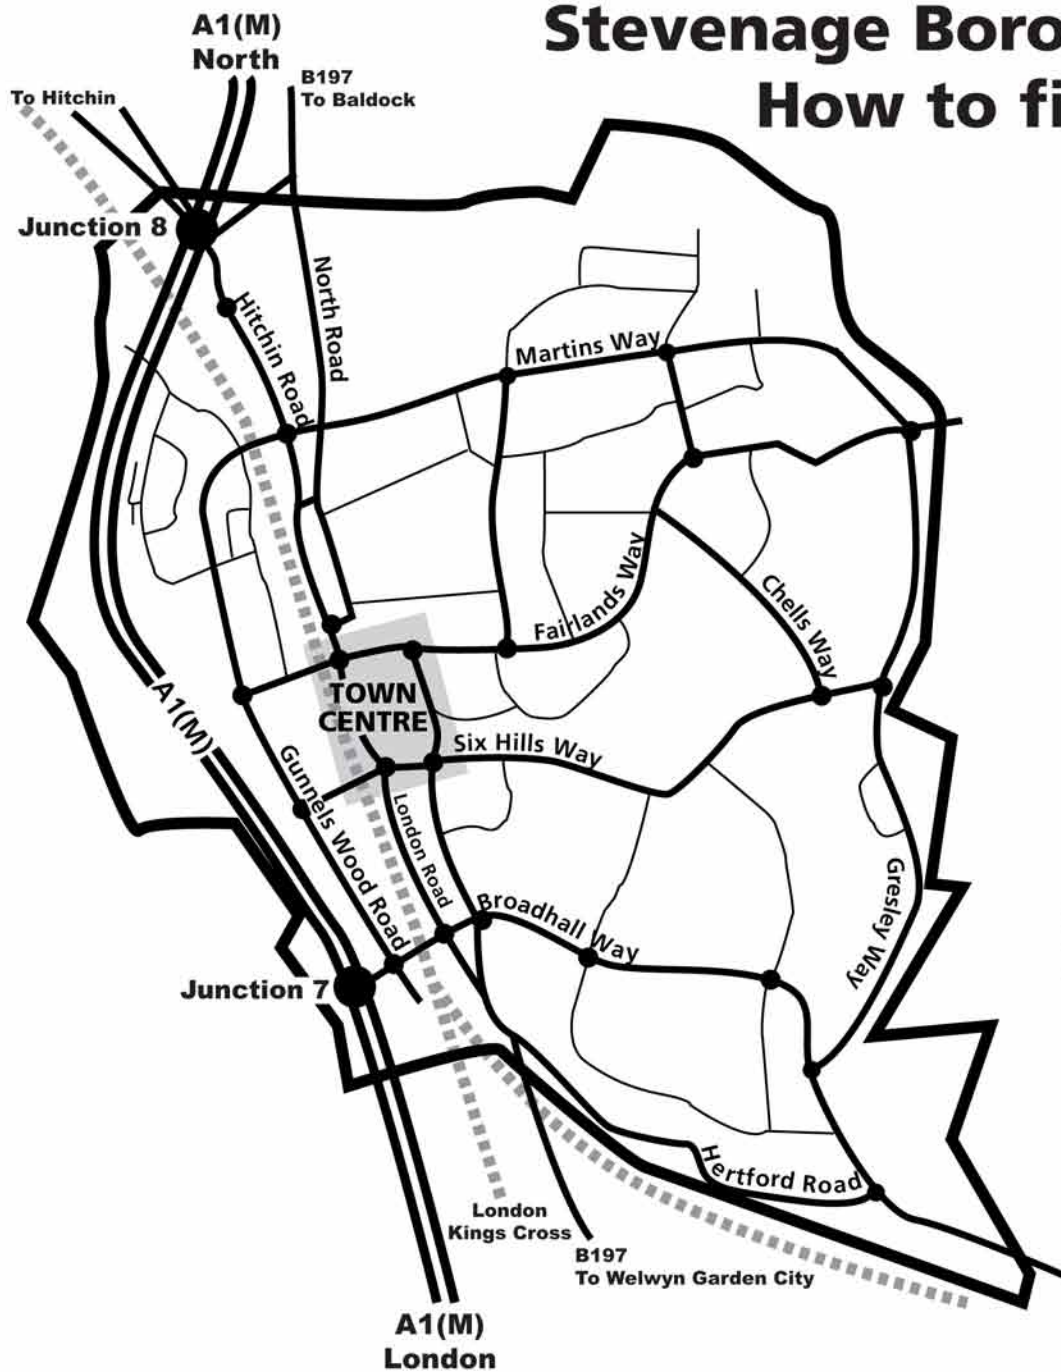 Stevenage Boro
How to fi
A1(M)
North
B197
To Baldock
To Hitchin
Junction 8
North Road
Hitchin Road
Martins Way
Fairlands Way
Chells Way
TOWN
CENTRE
A1(M)
Six Hills Way
Gunnels Wood Road
London Road
Broadhall Way
Gresley Way
Junction 7
Hertford Road
London
Kings Cross
B197
To Welwyn Garden City
A1(M)
London